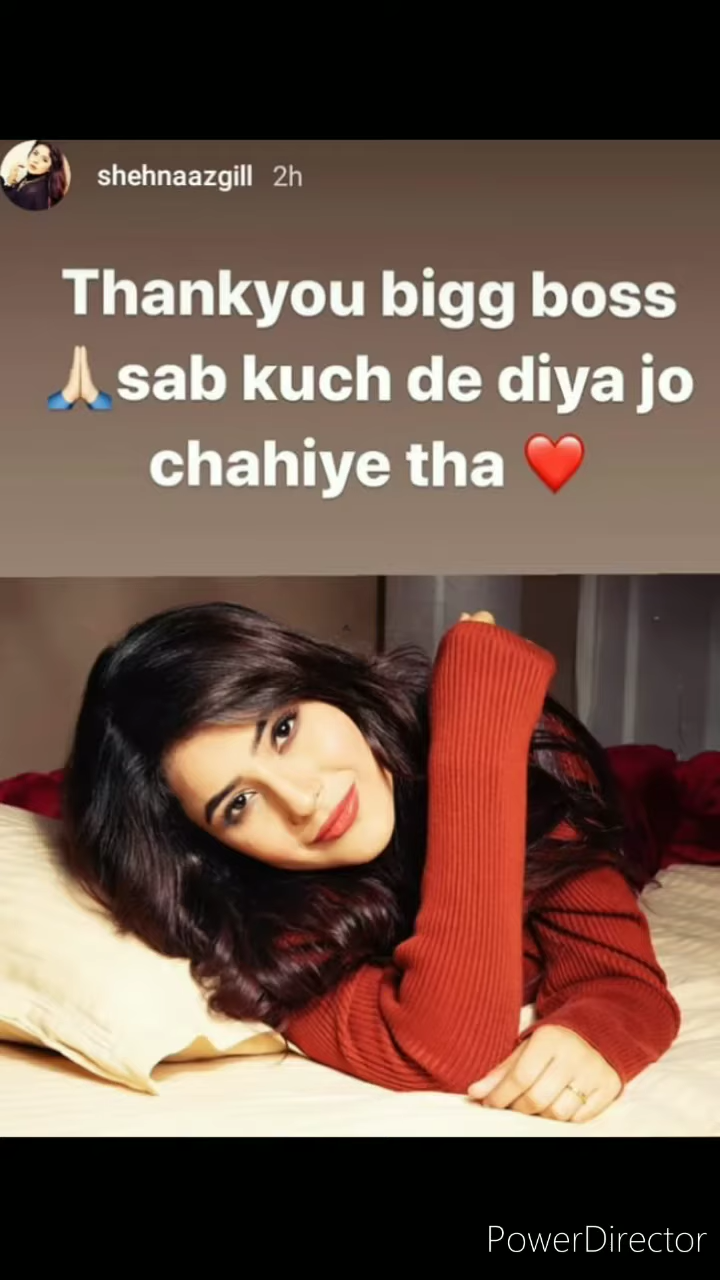 shehnaazgill 2h
Thankyou bigg boss
🙏🏻sab kuch de diya jo
chahiye tha ❤️
PowerDirector